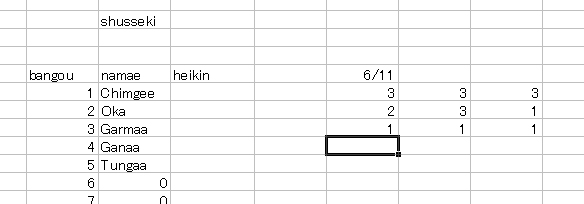 shusseki
bangou namae heikin 6/11
1 Chimgee 3 3 3
2 Oka 2 3 1
3 Garmaa 1 1 1
4 Ganaa
5 Tungaa
6 0
7 0